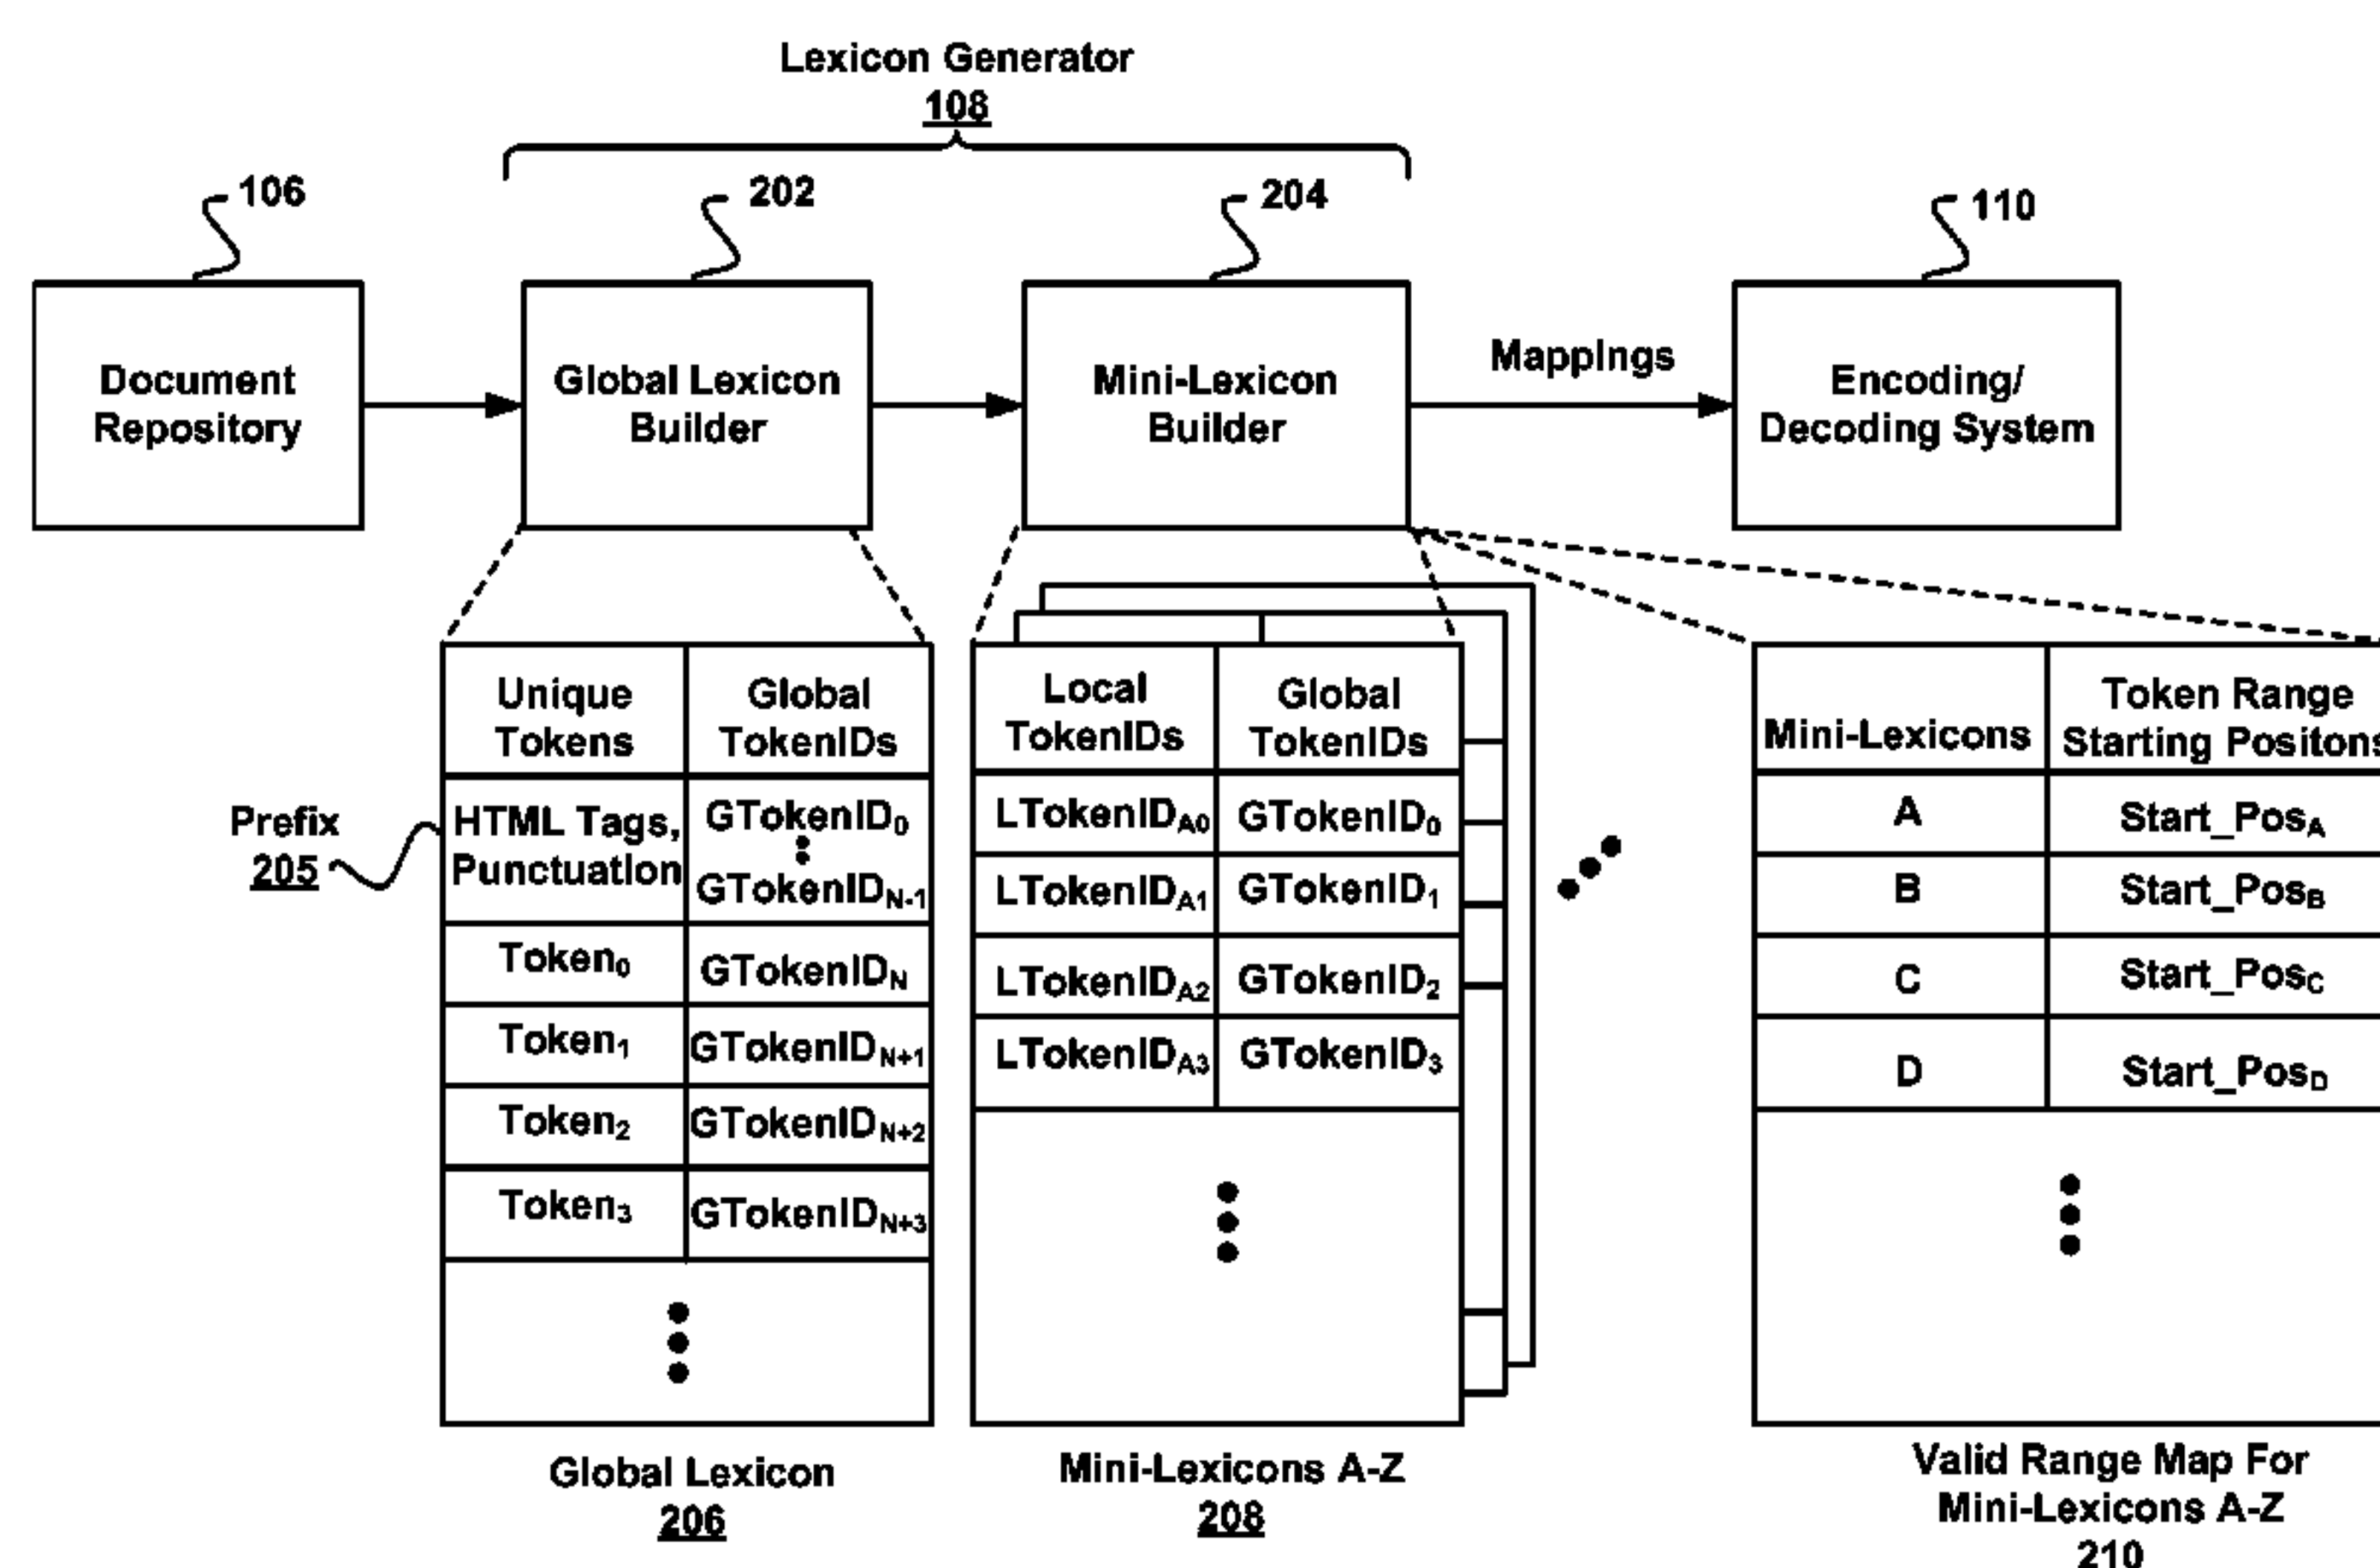 Lexicon Generator
108
106
202
204
110
Document
Repository
Global Lexicon
Builder
Mini-Lexicon
Builder
Mappings
Encoding/
Decoding System
Unique
Tokens
Global
TokenIDs
Prefix
205
HTML Tags,
Punctuation
GTokenID0
GTokenIDN-1
Token0
GTokenIDN
Token1
GTokenIDN+1
Token2
GTokenIDN+2
Token3
GTokenIDN+3
Global Lexicon
206
Local
TokenIDs
Global
TokenIDs
LTokenIDA0
GTokenID0
LTokenIDA1
GTokenID1
LTokenIDA2
GTokenID2
LTokenIDA3
GTokenID3
Mini-Lexicons A-Z
208
Mini-Lexicons
Token Range
Starting Positons
A
Start_PosA
B
Start_PosB
C
Start_PosC
D
Start_PosD
Valid Range Map For
Mini-Lexicons A-Z
210